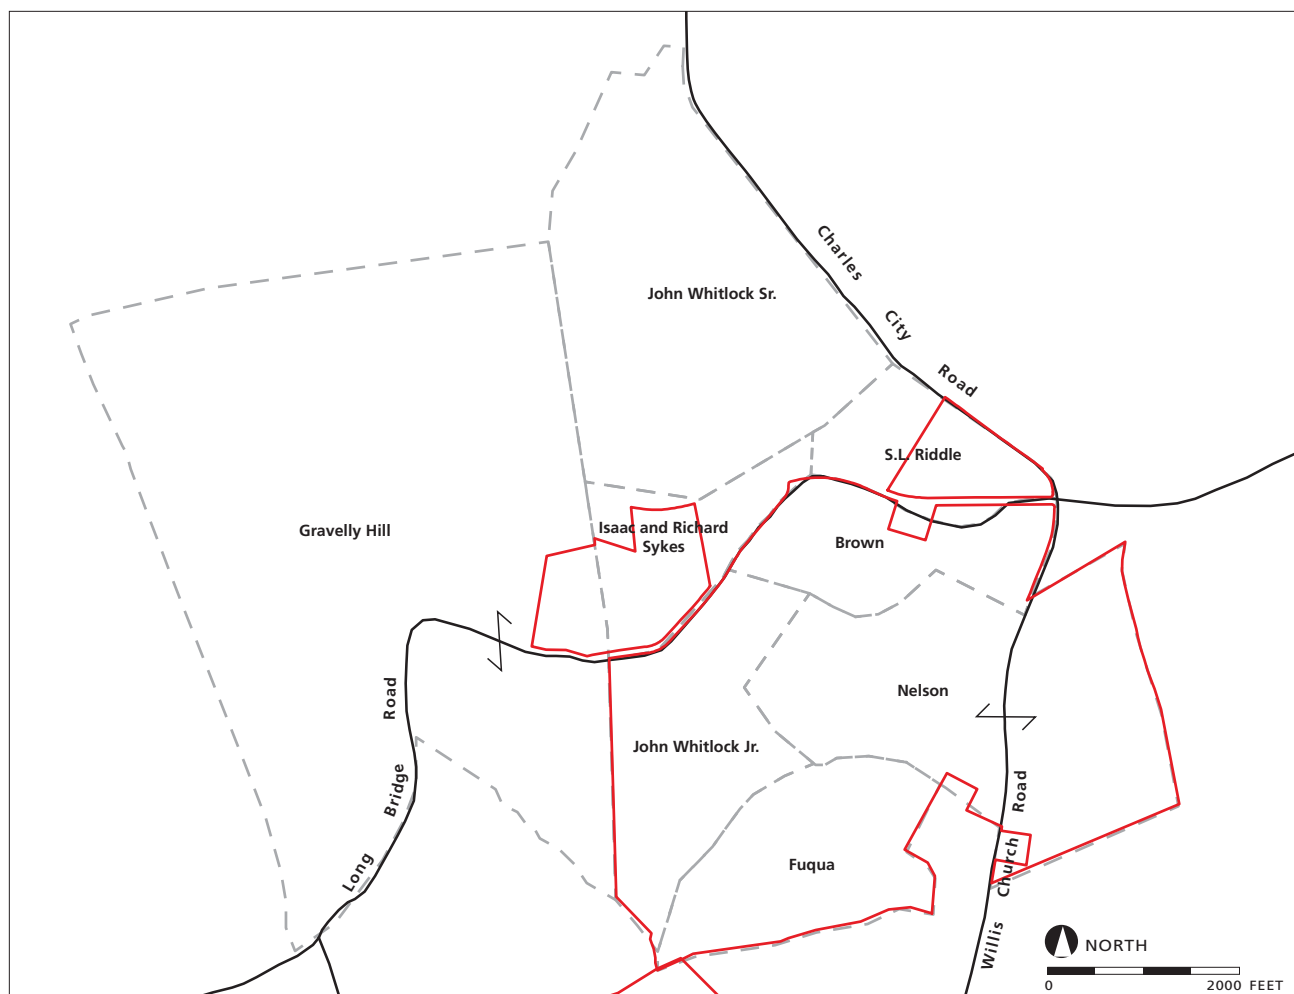 Charles
City
Road
John Whitlock Sr.
S.L. Riddle
Gravelly Hill
Isaac and Richard
Sykes
Brown
Long
Bridge
Road
Nelson
John Whitlock Jr.
Fuqua
Willis
Church
Road
NORTH
0 2000 FEET